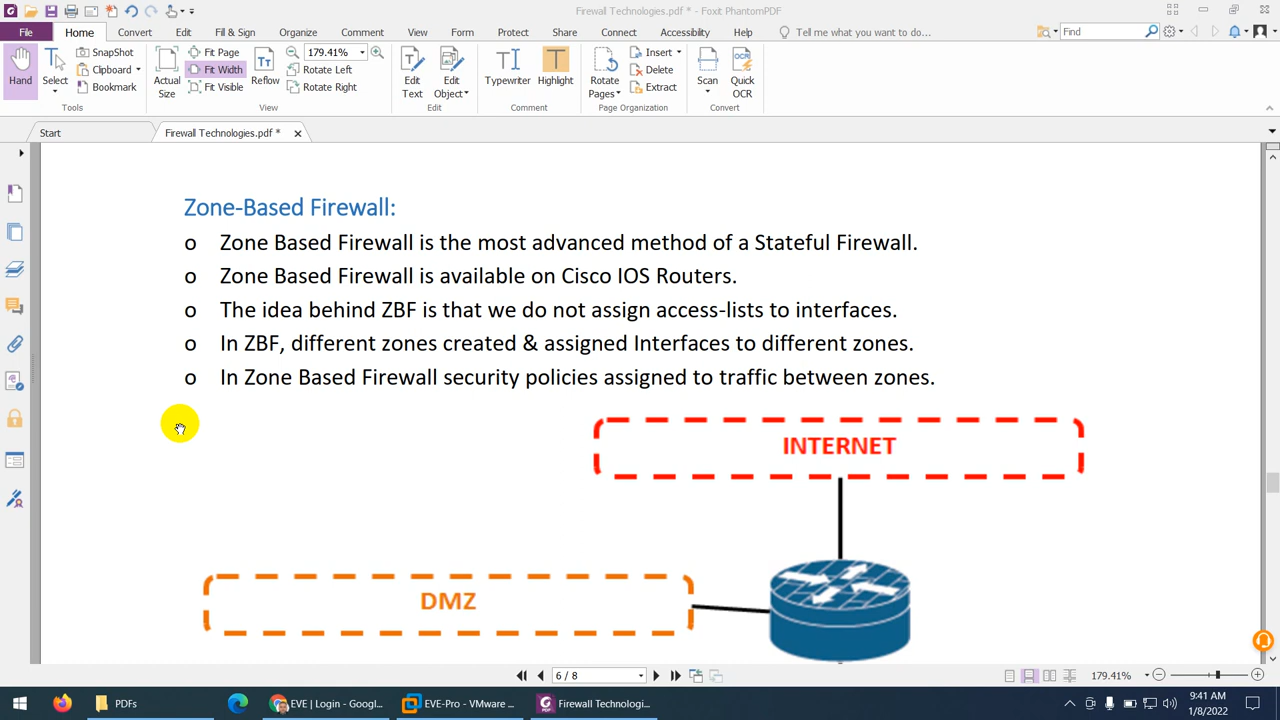 Firewall Technologies.pdf * - Foxit PhantomPDF
File Home Convert Fill & Sign Organize Comment View Form Protect Share Connect Accessibility Help Tell me what you want to do... Find
Hand
Select
SnapShot
Clipboard
Bookmark
Tools
Actual Size
Fit Page
Fit Width
Fit Visible
Reflow
179.41%
Rotate Left
Rotate Right
View
Edit Text
Edit Object
Edit
Typewriter
Highlight
Comment
Rotate Pages
Insert
Delete
Extract
Page Organization
Scan
Quick OCR
Convert
Start Firewall Technologies.pdf *
Zone-Based Firewall:
o Zone Based Firewall is the most advanced method of a Stateful Firewall.
o Zone Based Firewall is available on Cisco IOS Routers.
o The idea behind ZBF is that we do not assign access-lists to interfaces.
o In ZBF, different zones created & assigned Interfaces to different zones.
o In Zone Based Firewall security policies assigned to traffic between zones.
INTERNET
DMZ
6 / 8
179.41%
PDFs
EVE | Login - Googl...
EVE-Pro - VMware ...
Firewall Technologi...
9:41 AM
1/8/2022